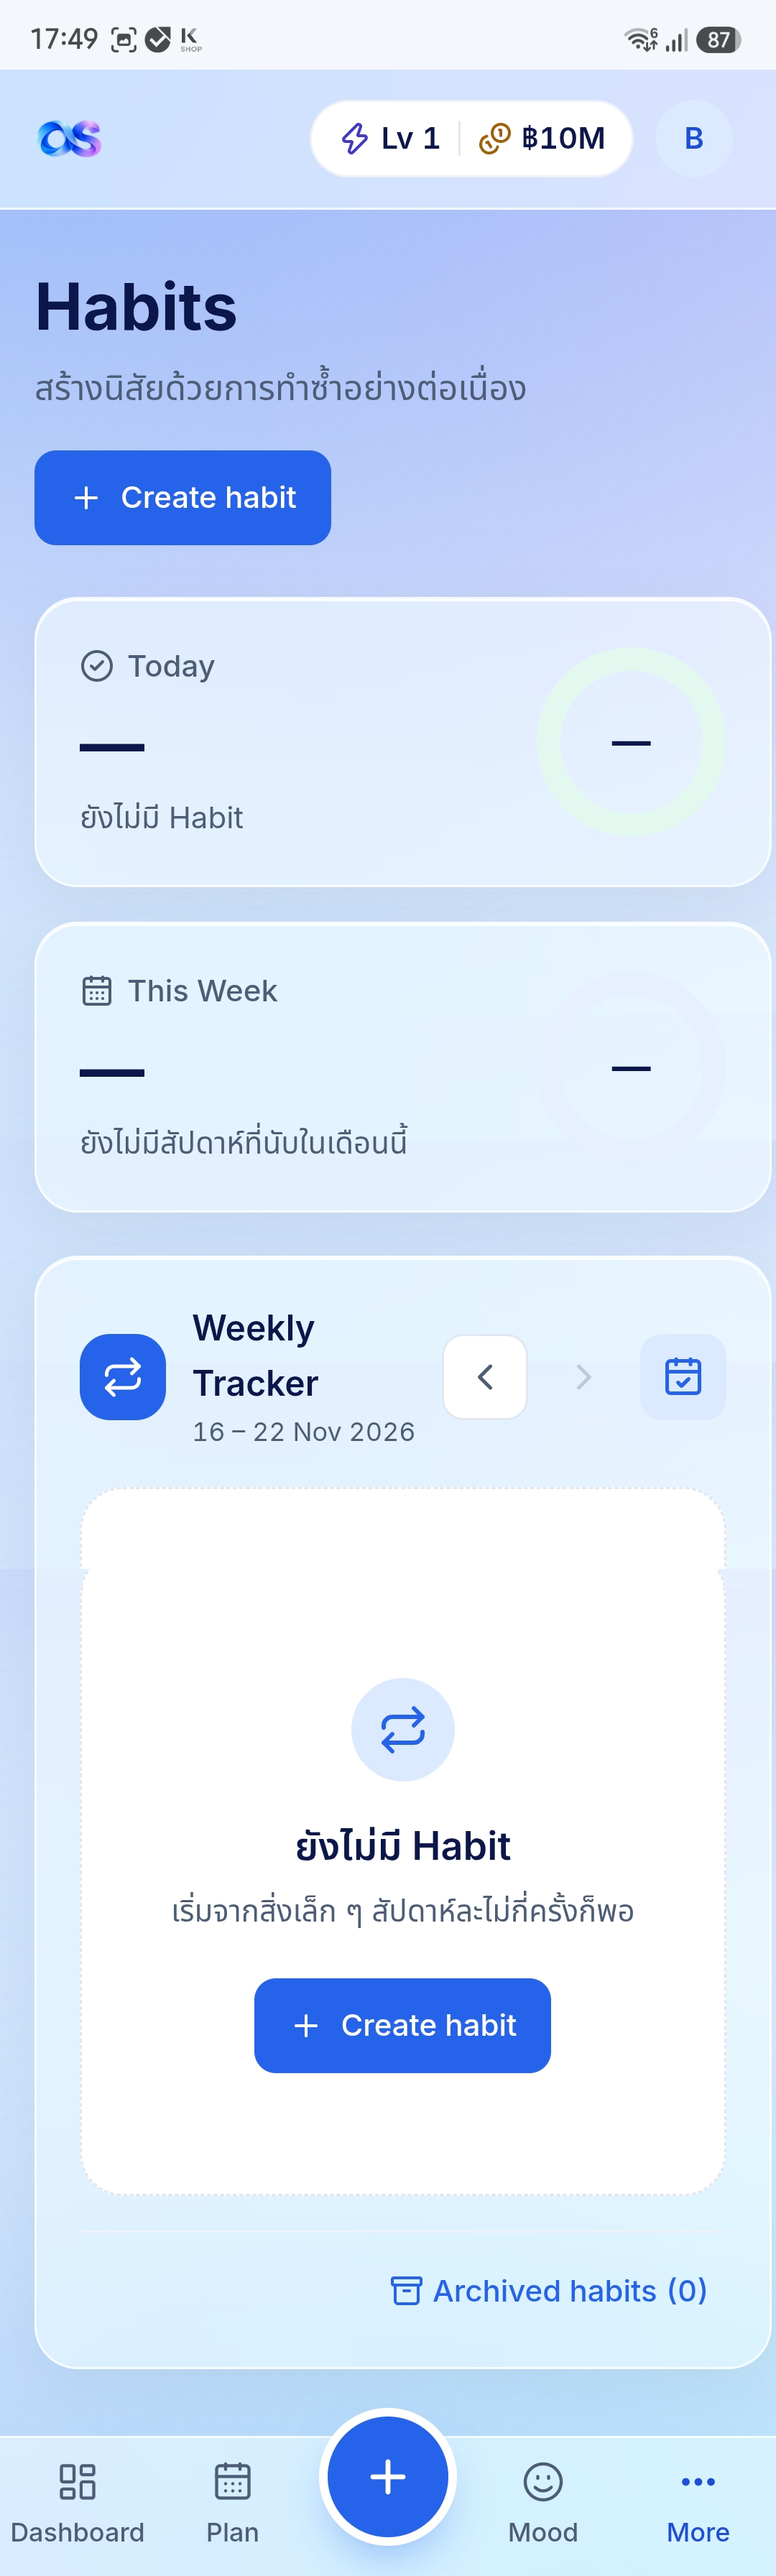 17:49
K
SHOP
6
87
as
Lv 1
฿10M
B
Habits
สร้างนิสัยด้วยการทำซ้ำอย่างต่อเนื่อง
+ Create habit
Today
—
—
ยังไม่มี Habit
This Week
—
—
ยังไม่มีสัปดาห์ที่นับในเดือนนี้
Weekly
Tracker
16 – 22 Nov 2026
ยังไม่มี Habit
เริ่มจากสิ่งเล็ก ๆ สัปดาห์ละไม่กี่ครั้งก็พอ
+ Create habit
Archived habits (0)
Dashboard
Plan
Mood
More